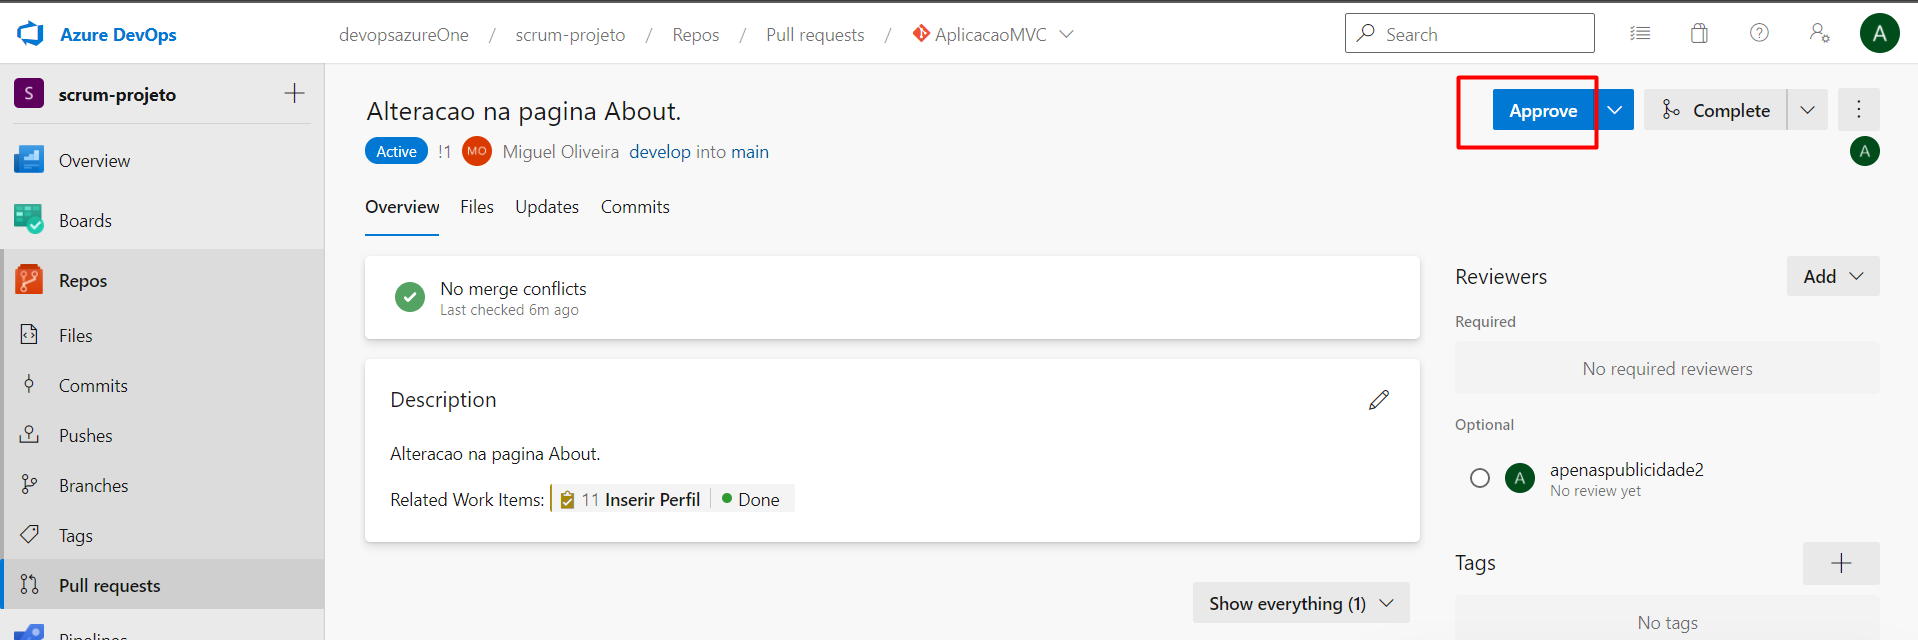 Azure DevOps
devopsazureOne / scrum-projeto / Repos / Pull requests / AplicacaoMVC
Search
A
S scrum-projeto
Overview
Boards
Repos
Files
Commits
Pushes
Branches
Tags
Pull requests
Pipelines
Alteracao na pagina About.
Approve
Complete
Active !1 MO Miguel Oliveira develop into main
A
Overview Files Updates Commits
No merge conflicts
Last checked 6m ago
Description
Alteracao na pagina About.
Related Work Items: 11 Inserir Perfil Done
Show everything (1)
Reviewers
Add
Required
No required reviewers
Optional
A apenaspublicidade2
No review yet
Tags
No tags